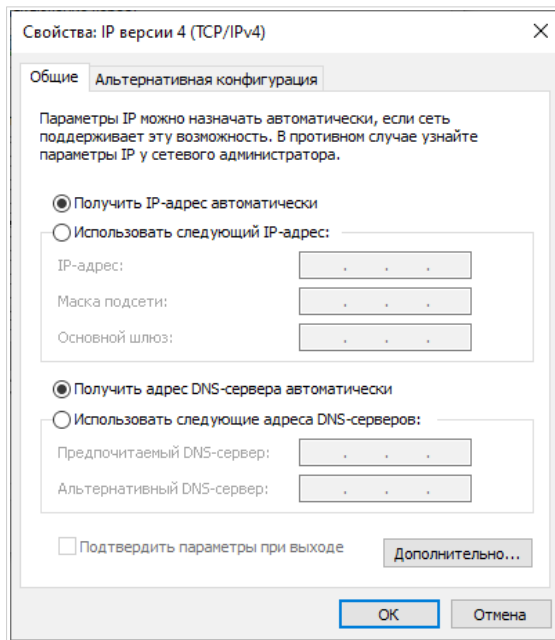 Свойства: IP версии 4 (TCP/IPv4)
Общие
Альтернативная конфигурация
Параметры IP можно назначать автоматически, если сеть
поддерживает эту возможность. В противном случае узнайте
параметры IP у сетевого администратора.
Получить IP-адрес автоматически
Использовать следующий IP-адрес:
IP-адрес:
Маска подсети:
Основной шлюз:
Получить адрес DNS-сервера автоматически
Использовать следующие адреса DNS-серверов:
Предпочитаемый DNS-сервер:
Альтернативный DNS-сервер:
Подтвердить параметры при выходе
Дополнительно...
ОК
Отмена